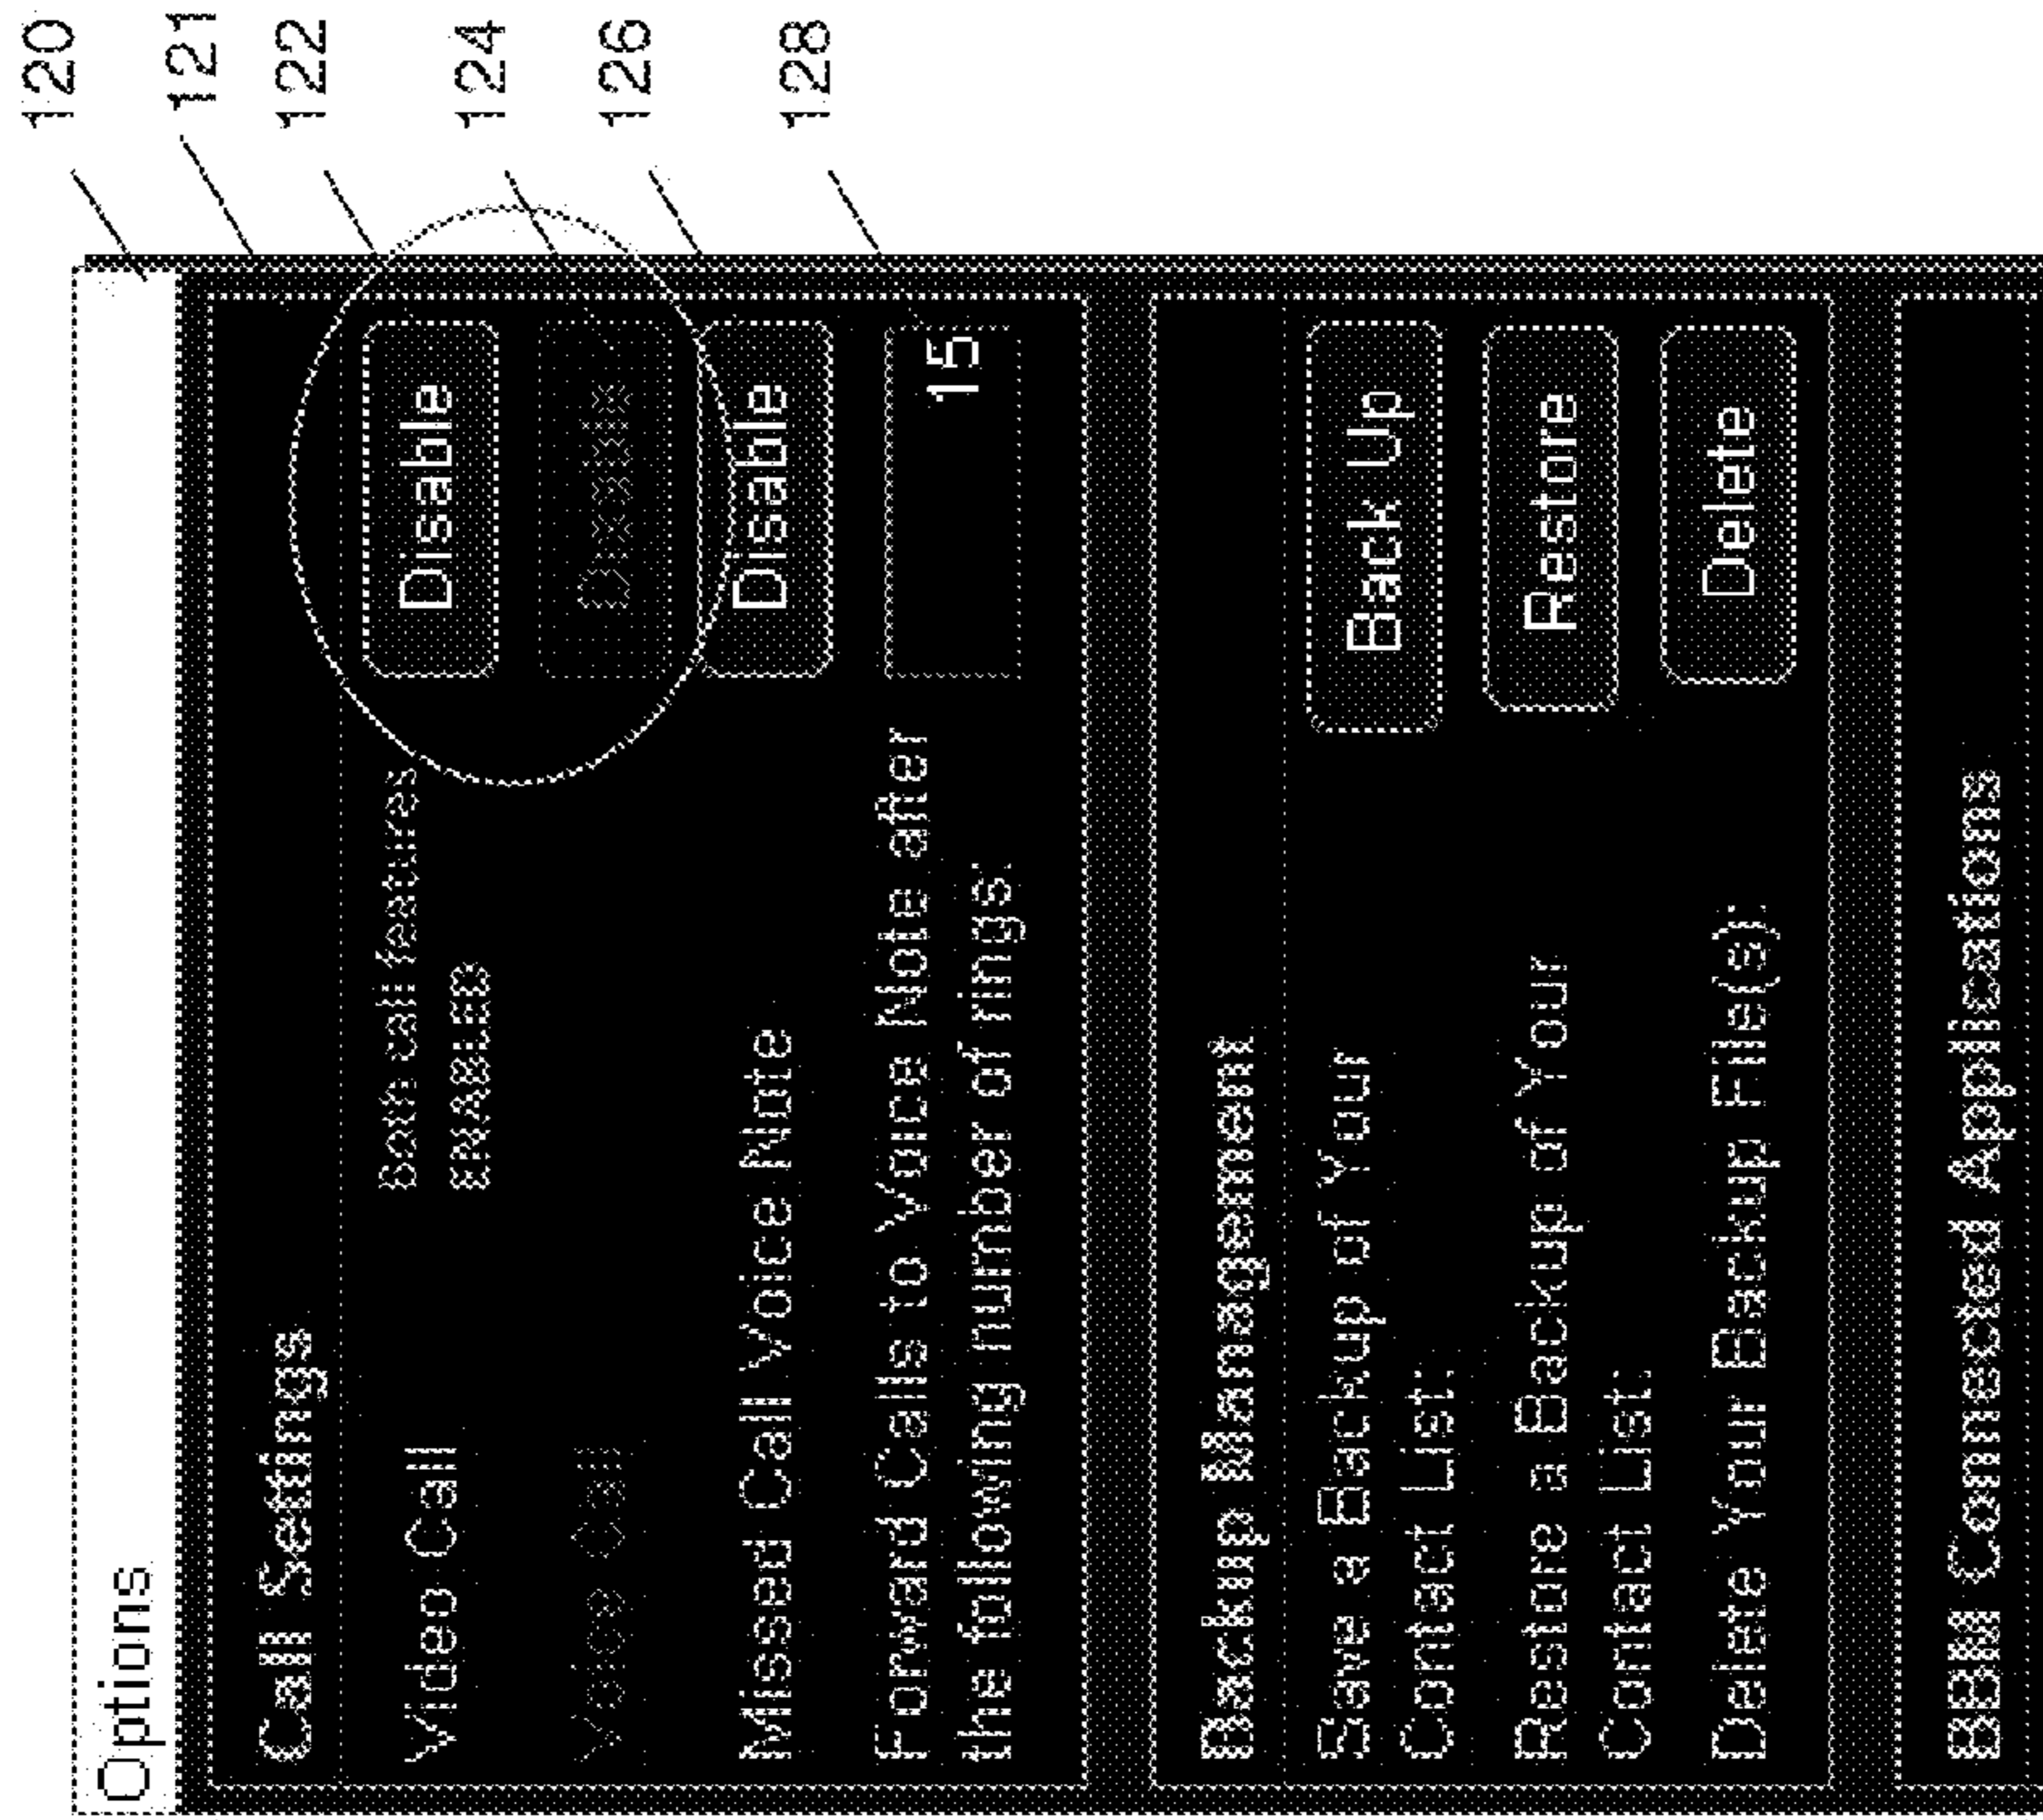 120
121
122
124
126
128
Options
Call Settings
Video Call
Both call features
ENABLED
Disable
Voice Call
Disable
Missed Call Voice Note
Disable
Forward Calls to Voice Note after
the following number of rings:
15
Backup Management
Save a Backup of Your
Contact List:
Back Up
Restore a Backup of Your
Contact List:
Restore
Delete Your Backup File(s):
Delete
BBM Connected Applications